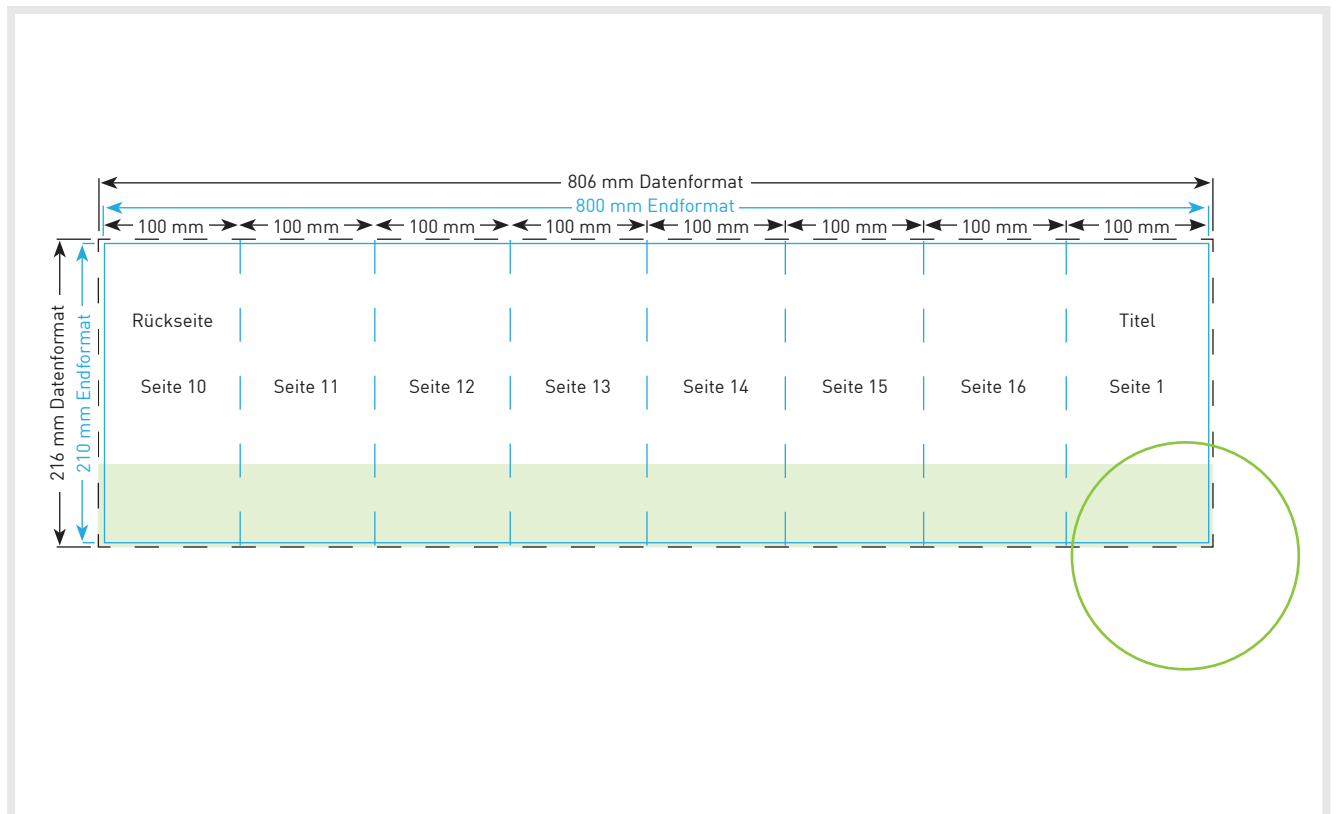 806 mm Datenformat
800 mm Endformat
100 mm 100 mm 100 mm 100 mm 100 mm 100 mm 100 mm 100 mm
216 mm Datenformat
210 mm Endformat
Rückseite Titel
Seite 10 Seite 11 Seite 12 Seite 13 Seite 14 Seite 15 Seite 16 Seite 1